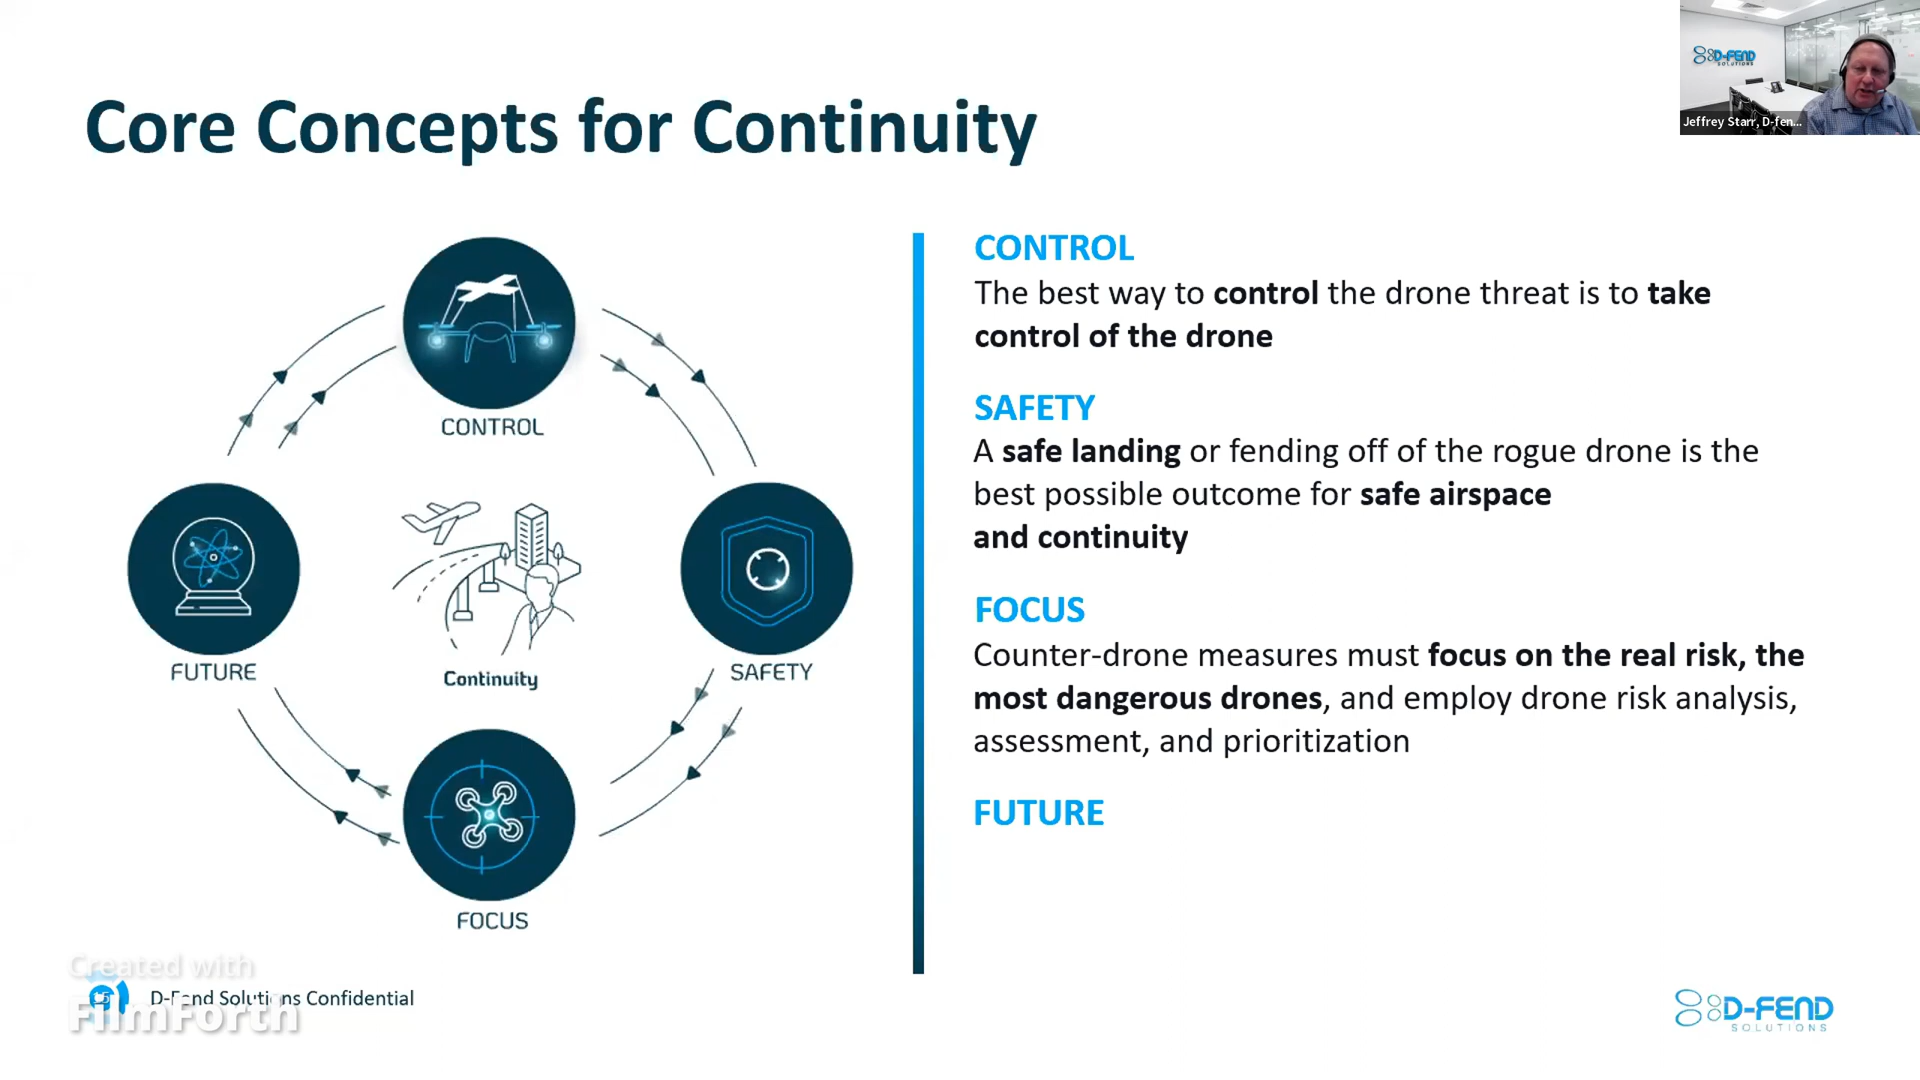 Core Concepts for Continuity
D-FEND
SOLUTIONS
Jeffrey Starr, D-fen...
CONTROL
FUTURE
Continuity
SAFETY
FOCUS
CONTROL
The best way to control the drone threat is to take
control of the drone
SAFETY
A safe landing or fending off of the rogue drone is the
best possible outcome for safe airspace
and continuity
FOCUS
Counter-drone measures must focus on the real risk, the
most dangerous drones, and employ drone risk analysis,
assessment, and prioritization
FUTURE
Created with
FilmForth
15
D-Fend Solutions Confidential
D-FEND
SOLUTIONS